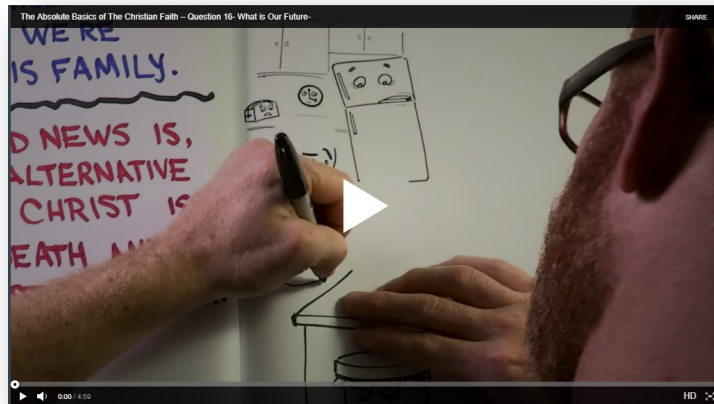 The Absolute Basics of The Christian Faith – Question 16- What is Our Future-
SHARE
WE'RE
IS FAMILY.
D NEWS IS,
ALTERNATIVE
CHRIST IS
EATH
0:00 / 4:59
HD